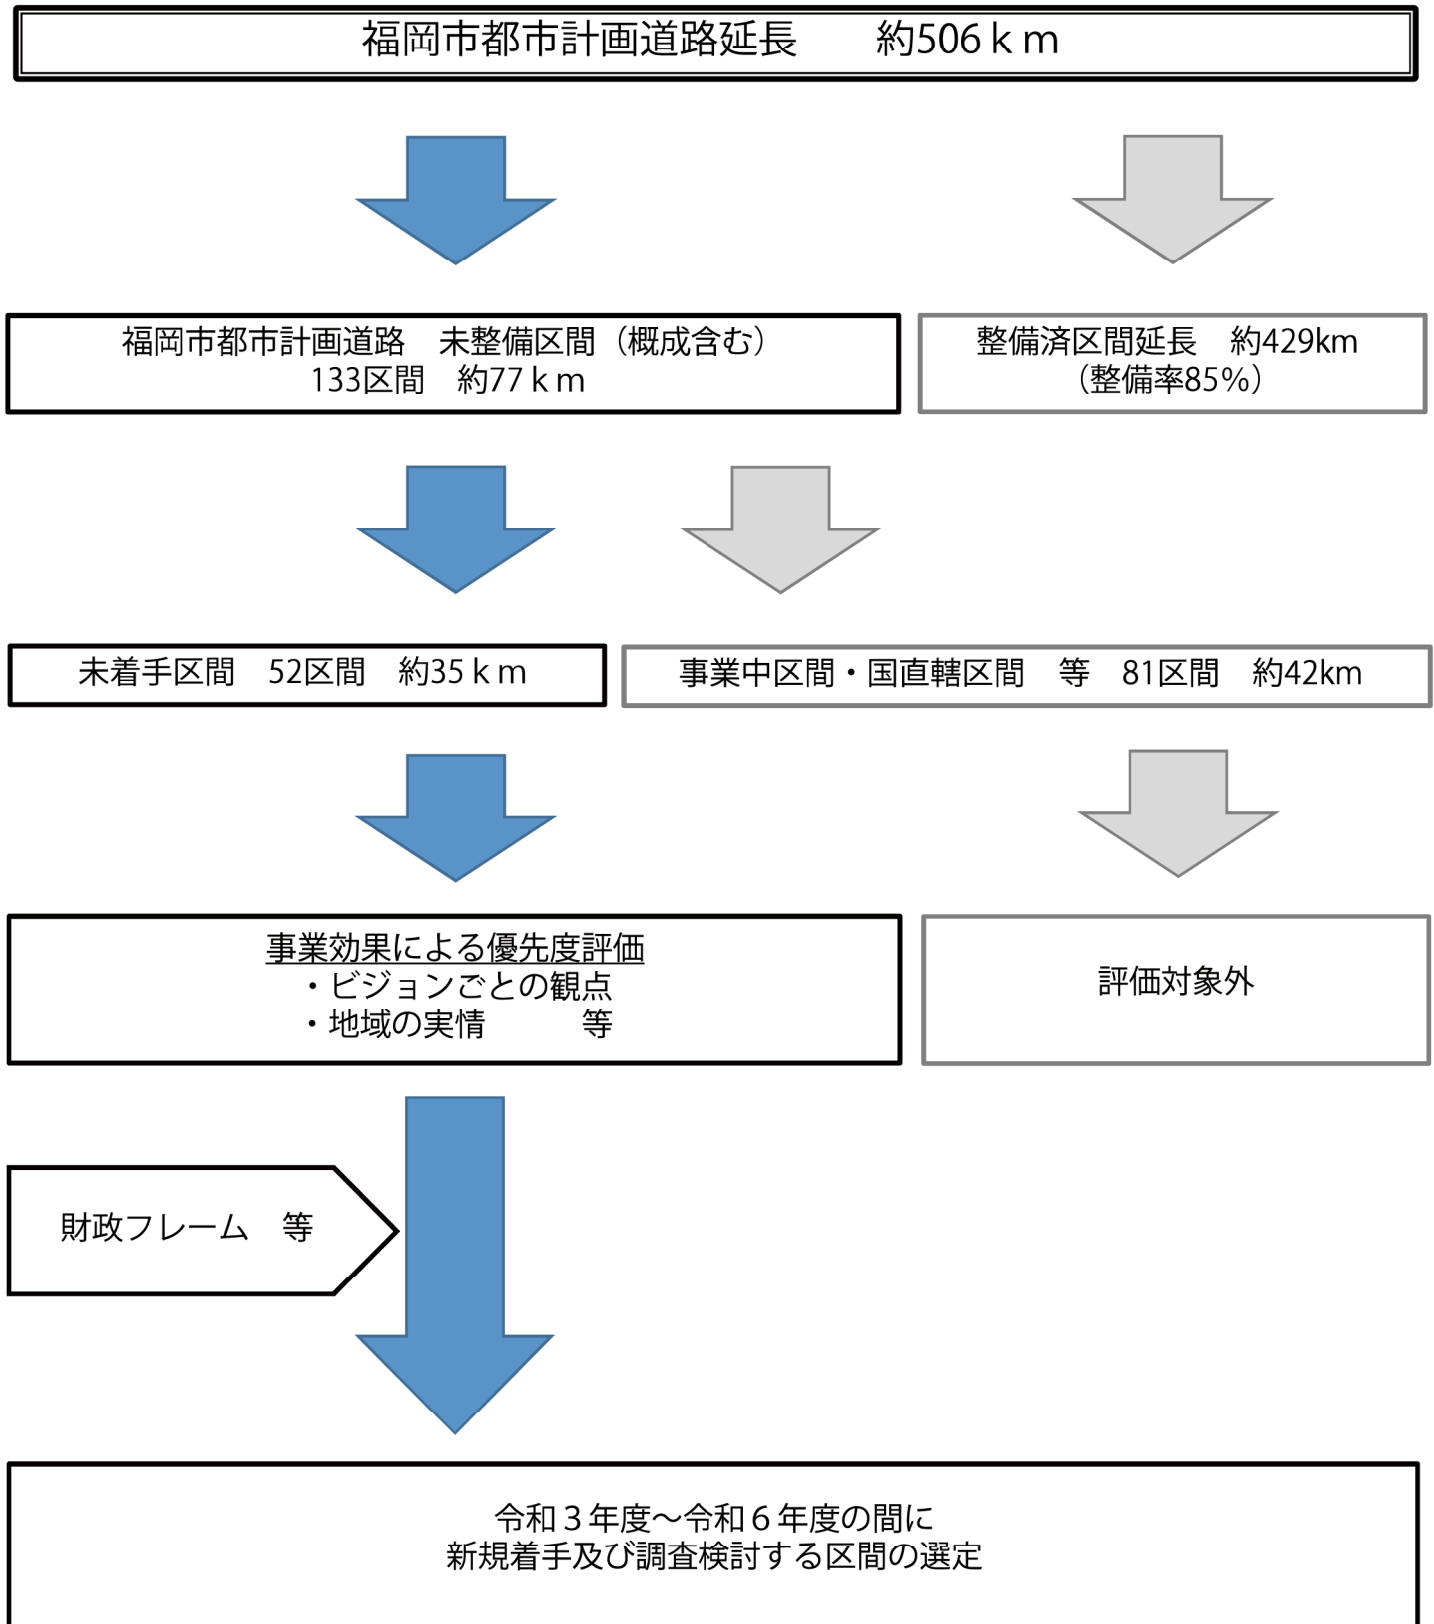 福岡市都市計画道路延長　　約506ｋｍ
福岡市都市計画道路　未整備区間（概成含む）
133区間　約77ｋｍ
整備済区間延長　約429km
（整備率85％）
未着手区間　52区間　約35ｋｍ
事業中区間・国直轄区間　等　81区間　約42km
事業効果による優先度評価
・ビジョンごとの観点
・地域の実情　　　等
評価対象外
財政フレーム　等
令和３年度～令和６年度の間に
新規着手及び調査検討する区間の選定